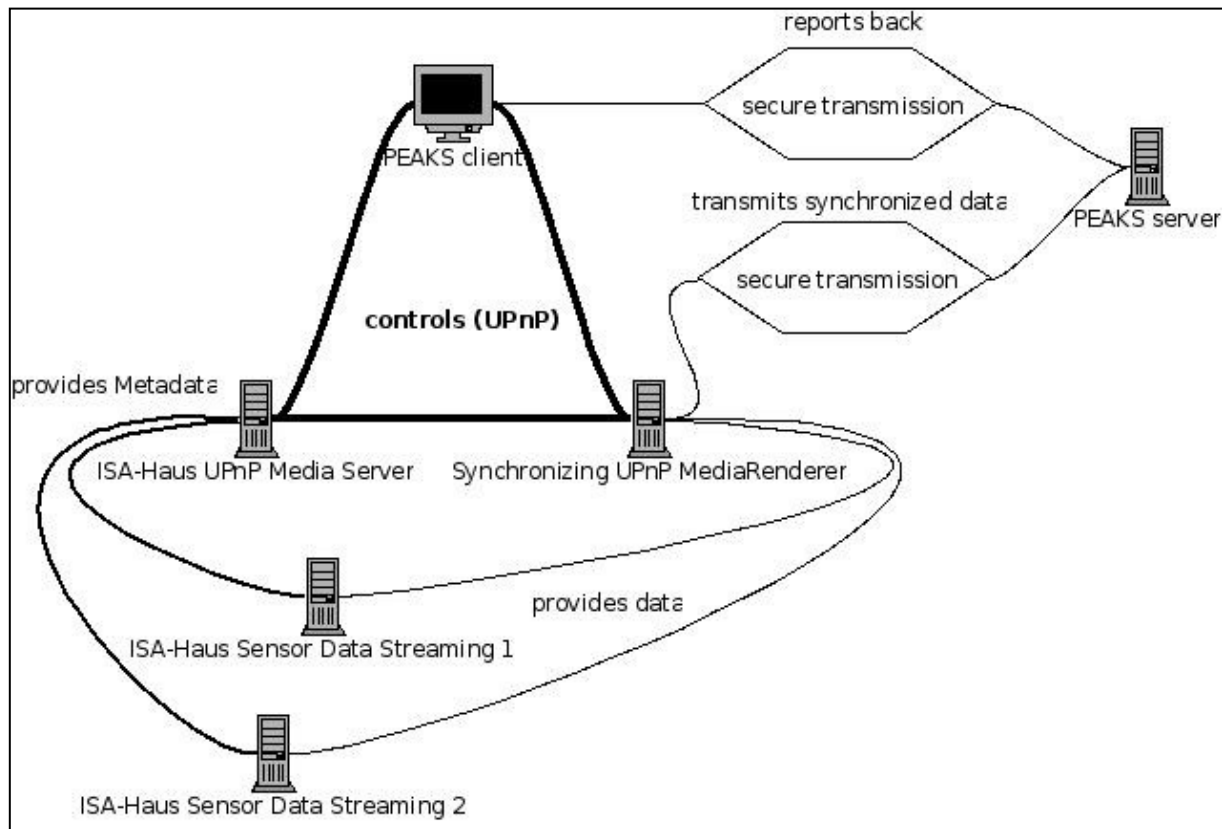 reports back
secure transmission
PEAKS client
transmits synchronized data
PEAKS server
secure transmission
controls (UPnP)
provides Metadata
ISA-Haus UPnP Media Server
Synchronizing UPnP MediaRenderer
provides data
ISA-Haus Sensor Data Streaming 1
ISA-Haus Sensor Data Streaming 2